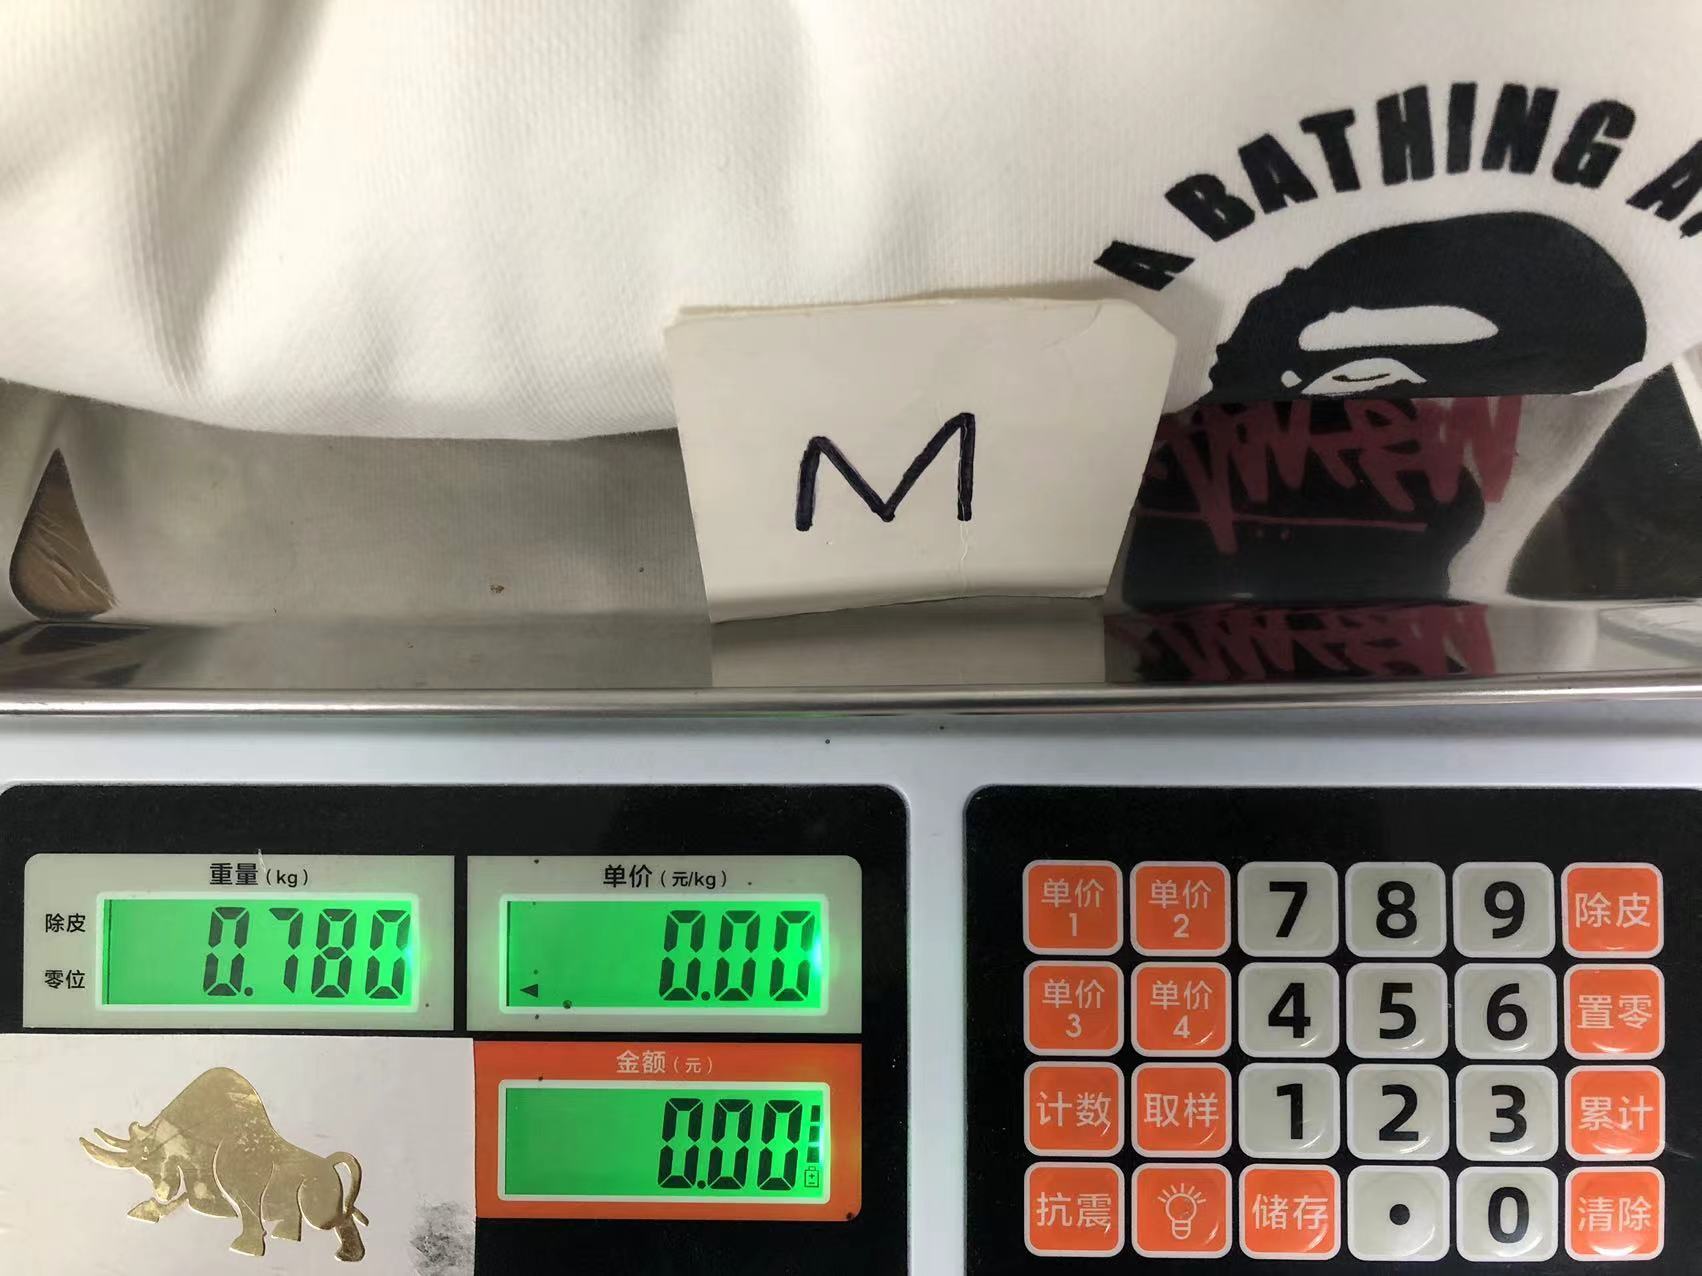 A BATHING A
M
重量(kg)
除皮
零位
0.780
单价(元/kg)
0.00
金额(元)
0.00
单价1 单价2 7 8 9 除皮
单价3 单价4 4 5 6 置零
计数 取样 1 2 3 累计
抗震 储存 • 0 清除